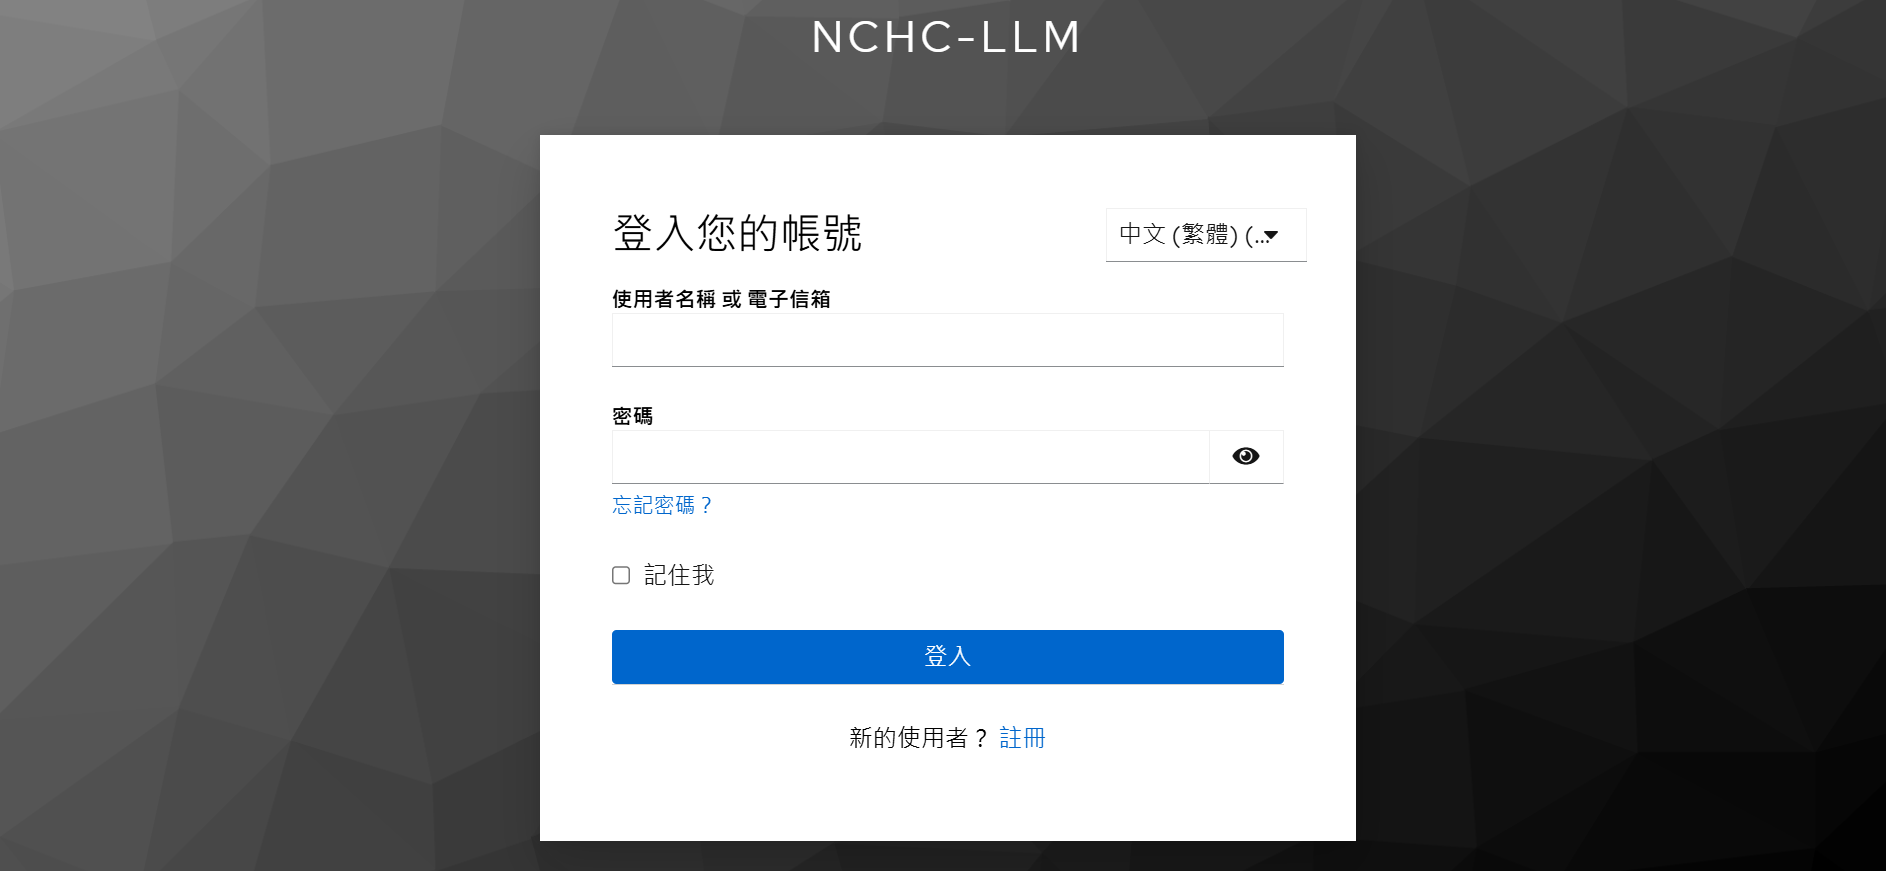 NCHC-LLM
登入您的帳號
中文 (繁體) (...
使用者名稱 或 電子信箱
密碼
忘記密碼？
記住我
登入
新的使用者？ 註冊